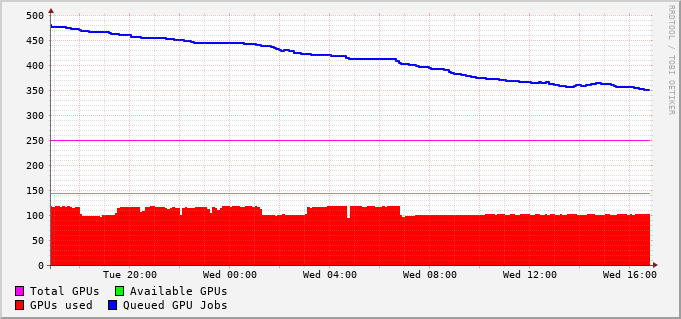 500
450
400
350
300
250
200
150
100
50
0
Tue 20:00 Wed 00:00 Wed 04:00 Wed 08:00 Wed 12:00 Wed 16:00
Total GPUs Available GPUs
GPUs used Queued GPU Jobs
RRDTOOL / TOBI OETIKER